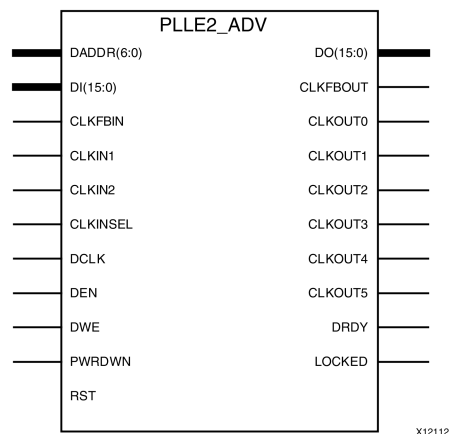 PLLE2_ADV
DADDR(6:0) DO(15:0)
DI(15:0) CLKFBOUT
CLKFBIN CLKOUT0
CLKIN1 CLKOUT1
CLKIN2 CLKOUT2
CLKINSEL CLKOUT3
DCLK CLKOUT4
DEN CLKOUT5
DWE DRDY
PWRDWN LOCKED
RST
X12112